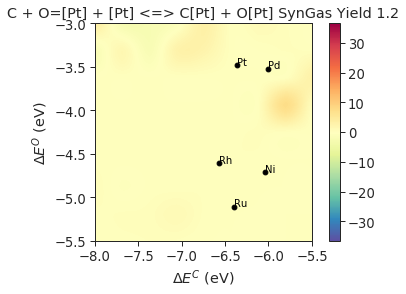 C + O=[Pt] + [Pt] <=> C[Pt] + O[Pt] SynGas Yield 1.2
−3.0
−3.5
−4.0
−4.5
−5.0
−5.5
ΔE^O (eV)
Pt
Pd
Rh
Ni
Ru
−8.0 −7.5 −7.0 −6.5 −6.0 −5.5
ΔE^C (eV)
30
20
10
0
−10
−20
−30